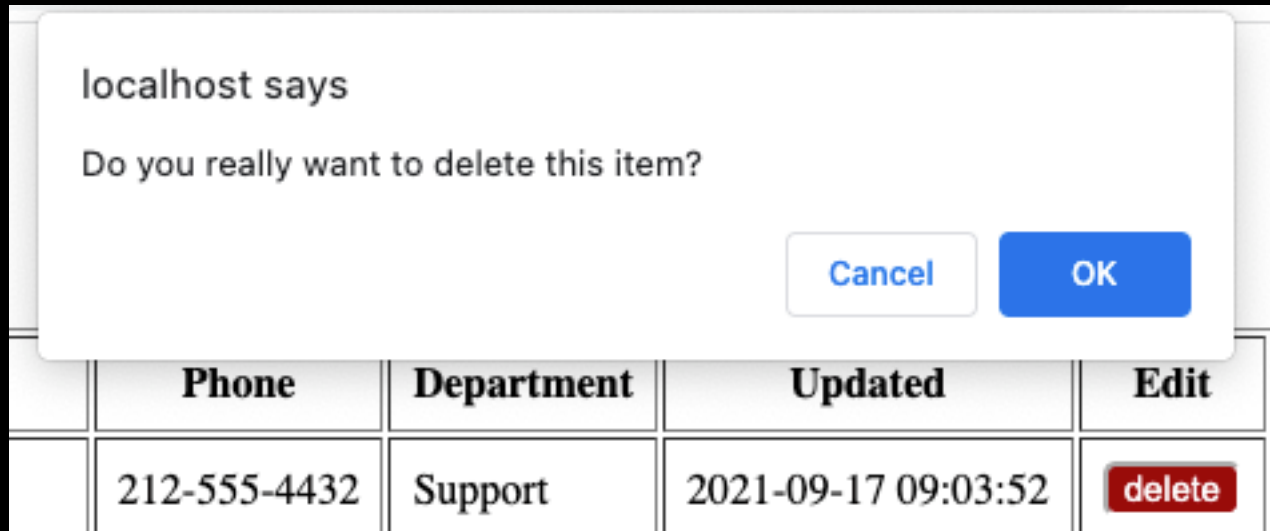 localhost says
Do you really want to delete this item?
Cancel OK
Phone Department Updated Edit
212-555-4432 Support 2021-09-17 09:03:52 delete